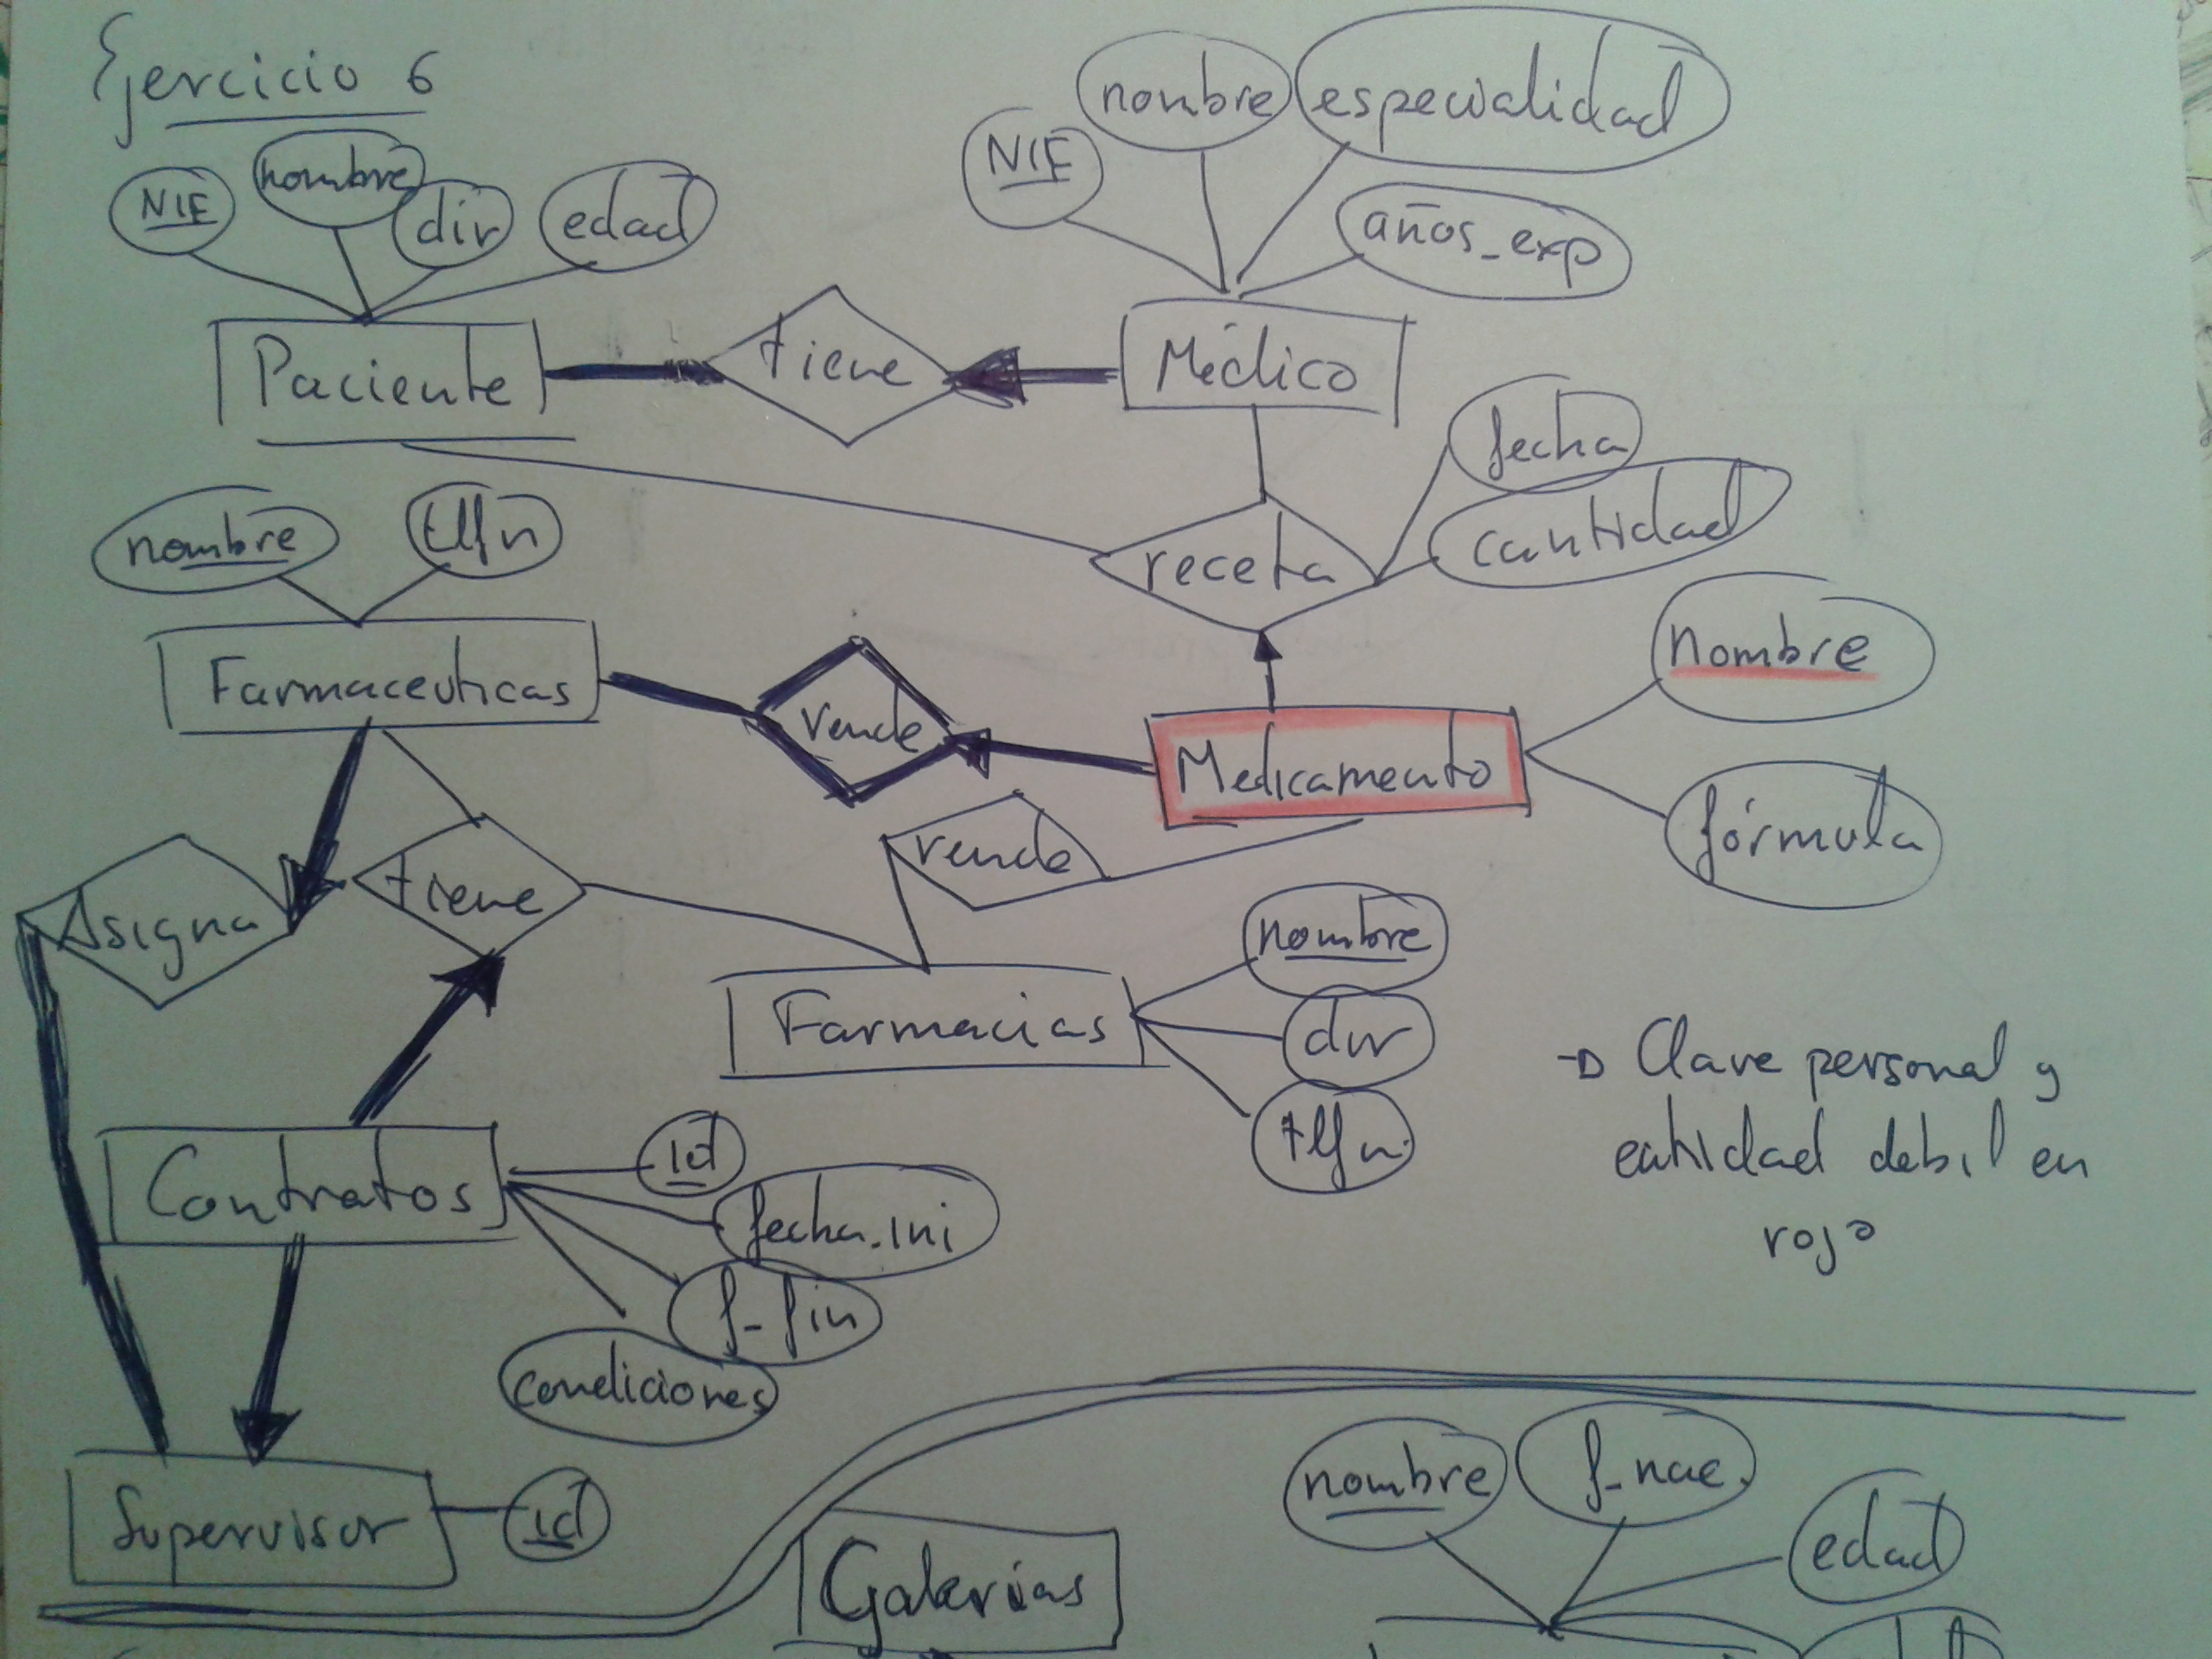 Ejercicio 6
nombre
especialidad
NIF
nombre
dir
edad
NIF
años_exp
Paciente
tiene
Médico
fecha
cantidad
nombre
tlfn
receta
nombre
Farmaceuticas
vende
Medicamento
fórmula
vende
Asigna
tiene
nombre
Farmacias
dir
tlfn.
→ Clave personal y
entidad debil en
rojo
Contratos
id
fecha_ini
f_fin
condiciones
Supervisor
id
nombre
f_nac.
edad
Galerias